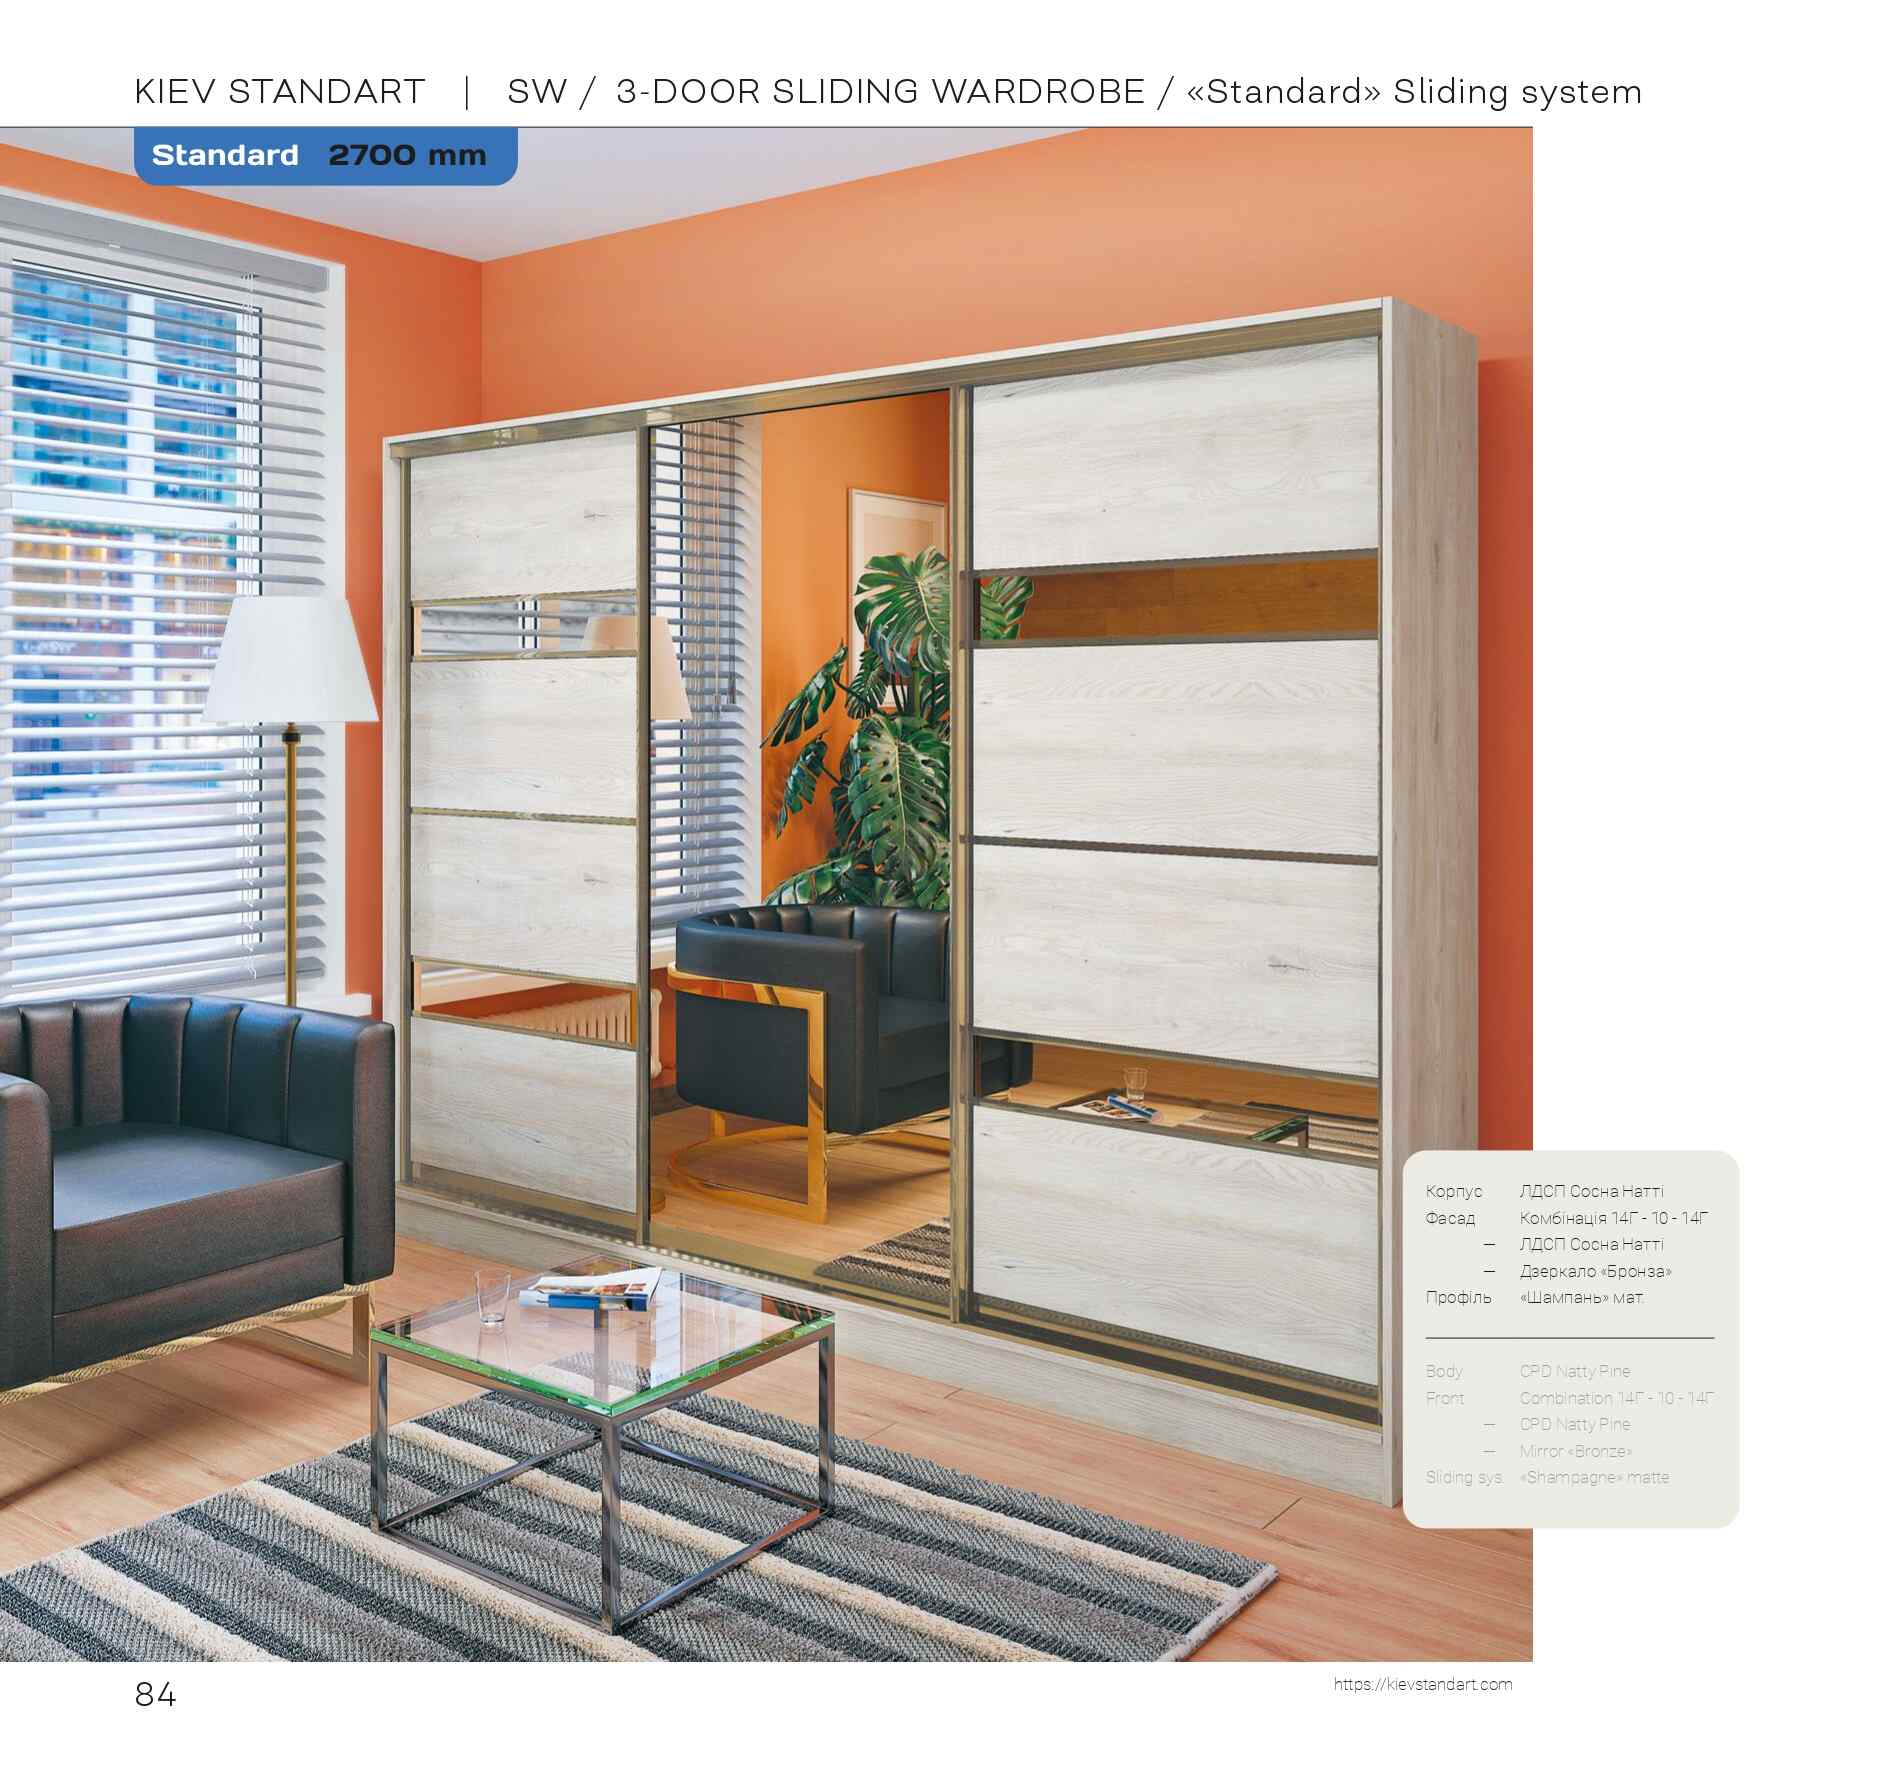 KIEV STANDART | SW / 3-DOOR SLIDING WARDROBE / «Standard» Sliding system
Standard 2700 mm
Корпус ЛДСП Сосна Натті
Фасад Комбінація 14Г - 10 - 14Г
— ЛДСП Сосна Натті
— Дзеркало «Бронза»
Профіль «Шампань» мат.
Body CPD Natty Pine
Front Combination 14Г - 10 - 14Г
— CPD Natty Pine
— Mirror «Bronze»
Sliding sys. «Shampagne» matte
84
https://kievstandart.com